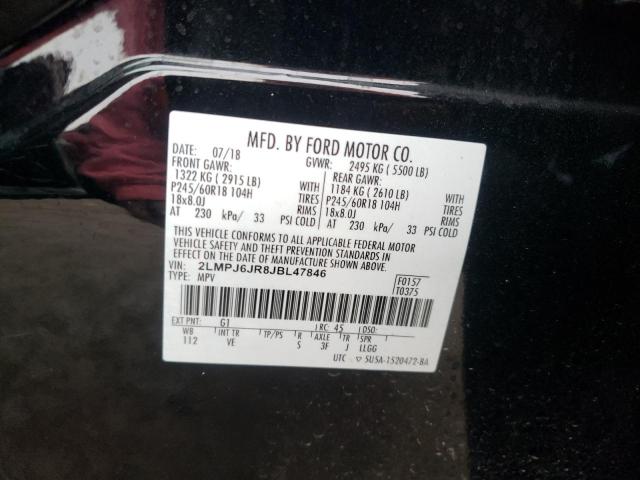 MFD. BY FORD MOTOR CO.
DATE: 07/18 GVWR: 2495 KG ( 5500 LB)
FRONT GAWR: REAR GAWR:
1322 KG ( 2915 LB) WITH 1184 KG ( 2610 LB) WITH
P245/60R18 104H TIRES P245/60R18 104H TIRES
18x8.0J RIMS 18x8.0J RIMS
AT 230 kPa/ 33 PSI COLD AT 230 kPa/ 33 PSI COLD
THIS VEHICLE CONFORMS TO ALL APPLICABLE FEDERAL MOTOR
VEHICLE SAFETY AND THEFT PREVENTION STANDARDS IN
EFFECT ON THE DATE OF MANUFACTURE SHOWN ABOVE.
VIN: 2LMPJ6JR8JBL47846 F0157
TYPE: MPV T0375
EXT PNT: G1 RC: 45 DSO:
WB INT TR TP/PS R AXLE TR SPR
112 VE S 3F J LLGG
UTC ▽ 5U5A-1520472-BA